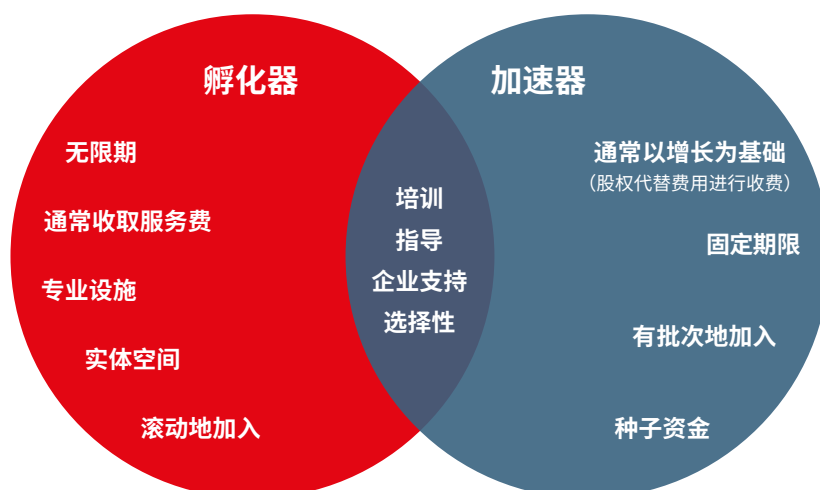 孵化器
无限期
通常收取服务费
专业设施
实体空间
滚动地加入
培训
指导
企业支持
选择性
加速器
通常以增长为基础
（股权代替费用进行收费）
固定期限
有批次地加入
种子资金